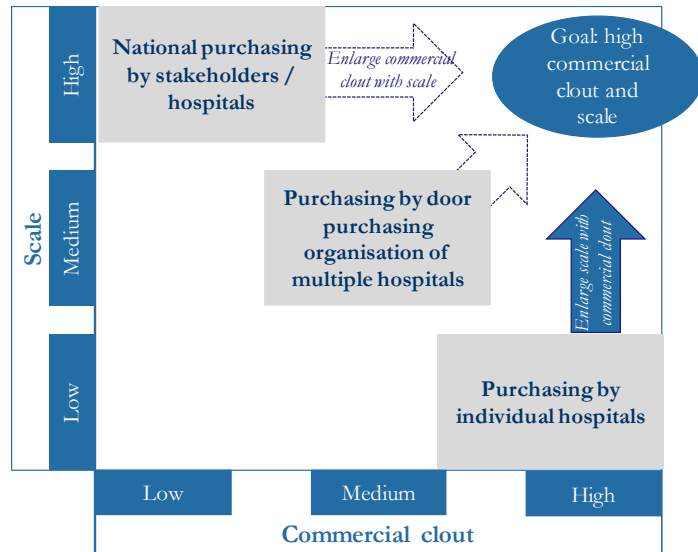 National purchasing
by stakeholders /
hospitals
Enlarge commercial
clout with scale
Goal: high
commercial
clout and
scale
High
Purchasing by door
purchasing
organisation of
multiple hospitals
Scale
Medium
Enlarge scale with
commercial clout
Low
Purchasing by
individual hospitals
Low
Medium
High
Commercial clout